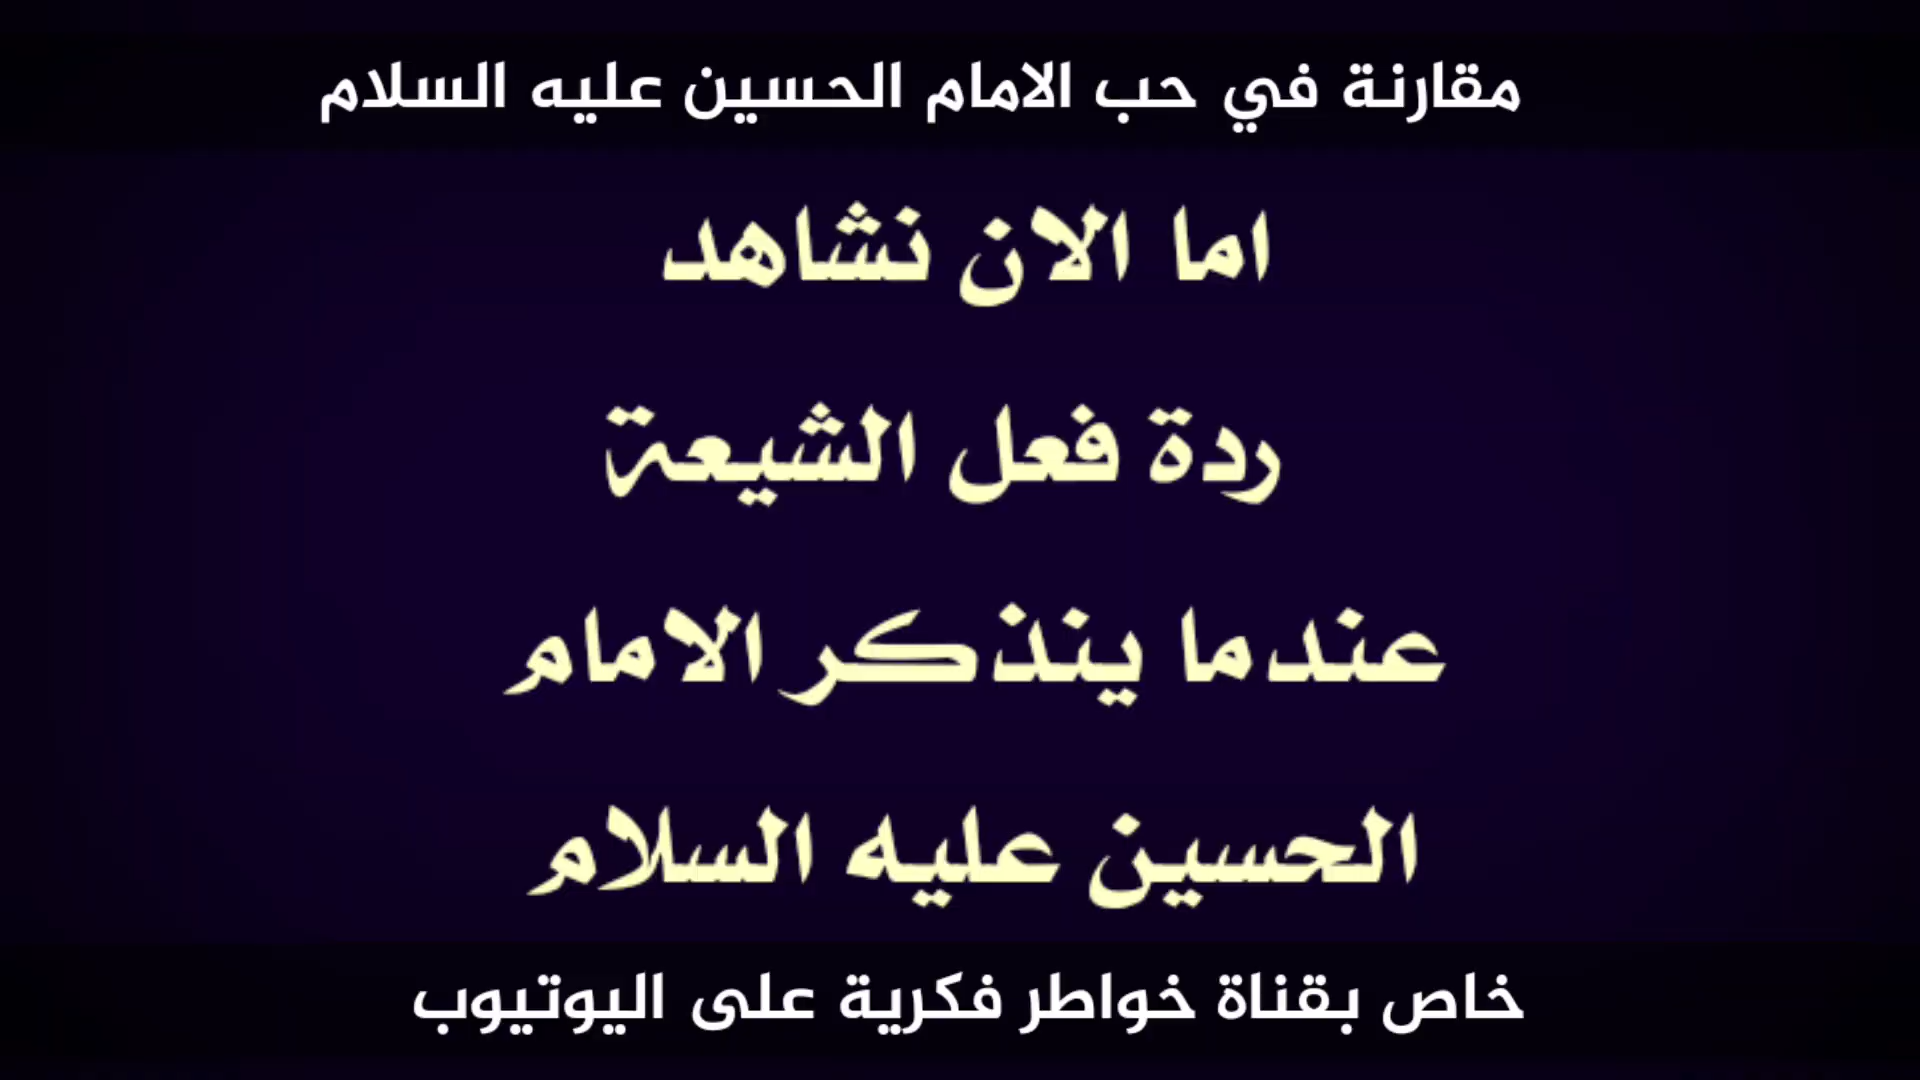 مقارنة في حب الامام الحسين عليه السلام
اما الان نشاهد
ردة فعل الشيعة
عندما ينذكر الامام
الحسين عليه السلام
خاص بقناة خواطر فكرية على اليوتيوب